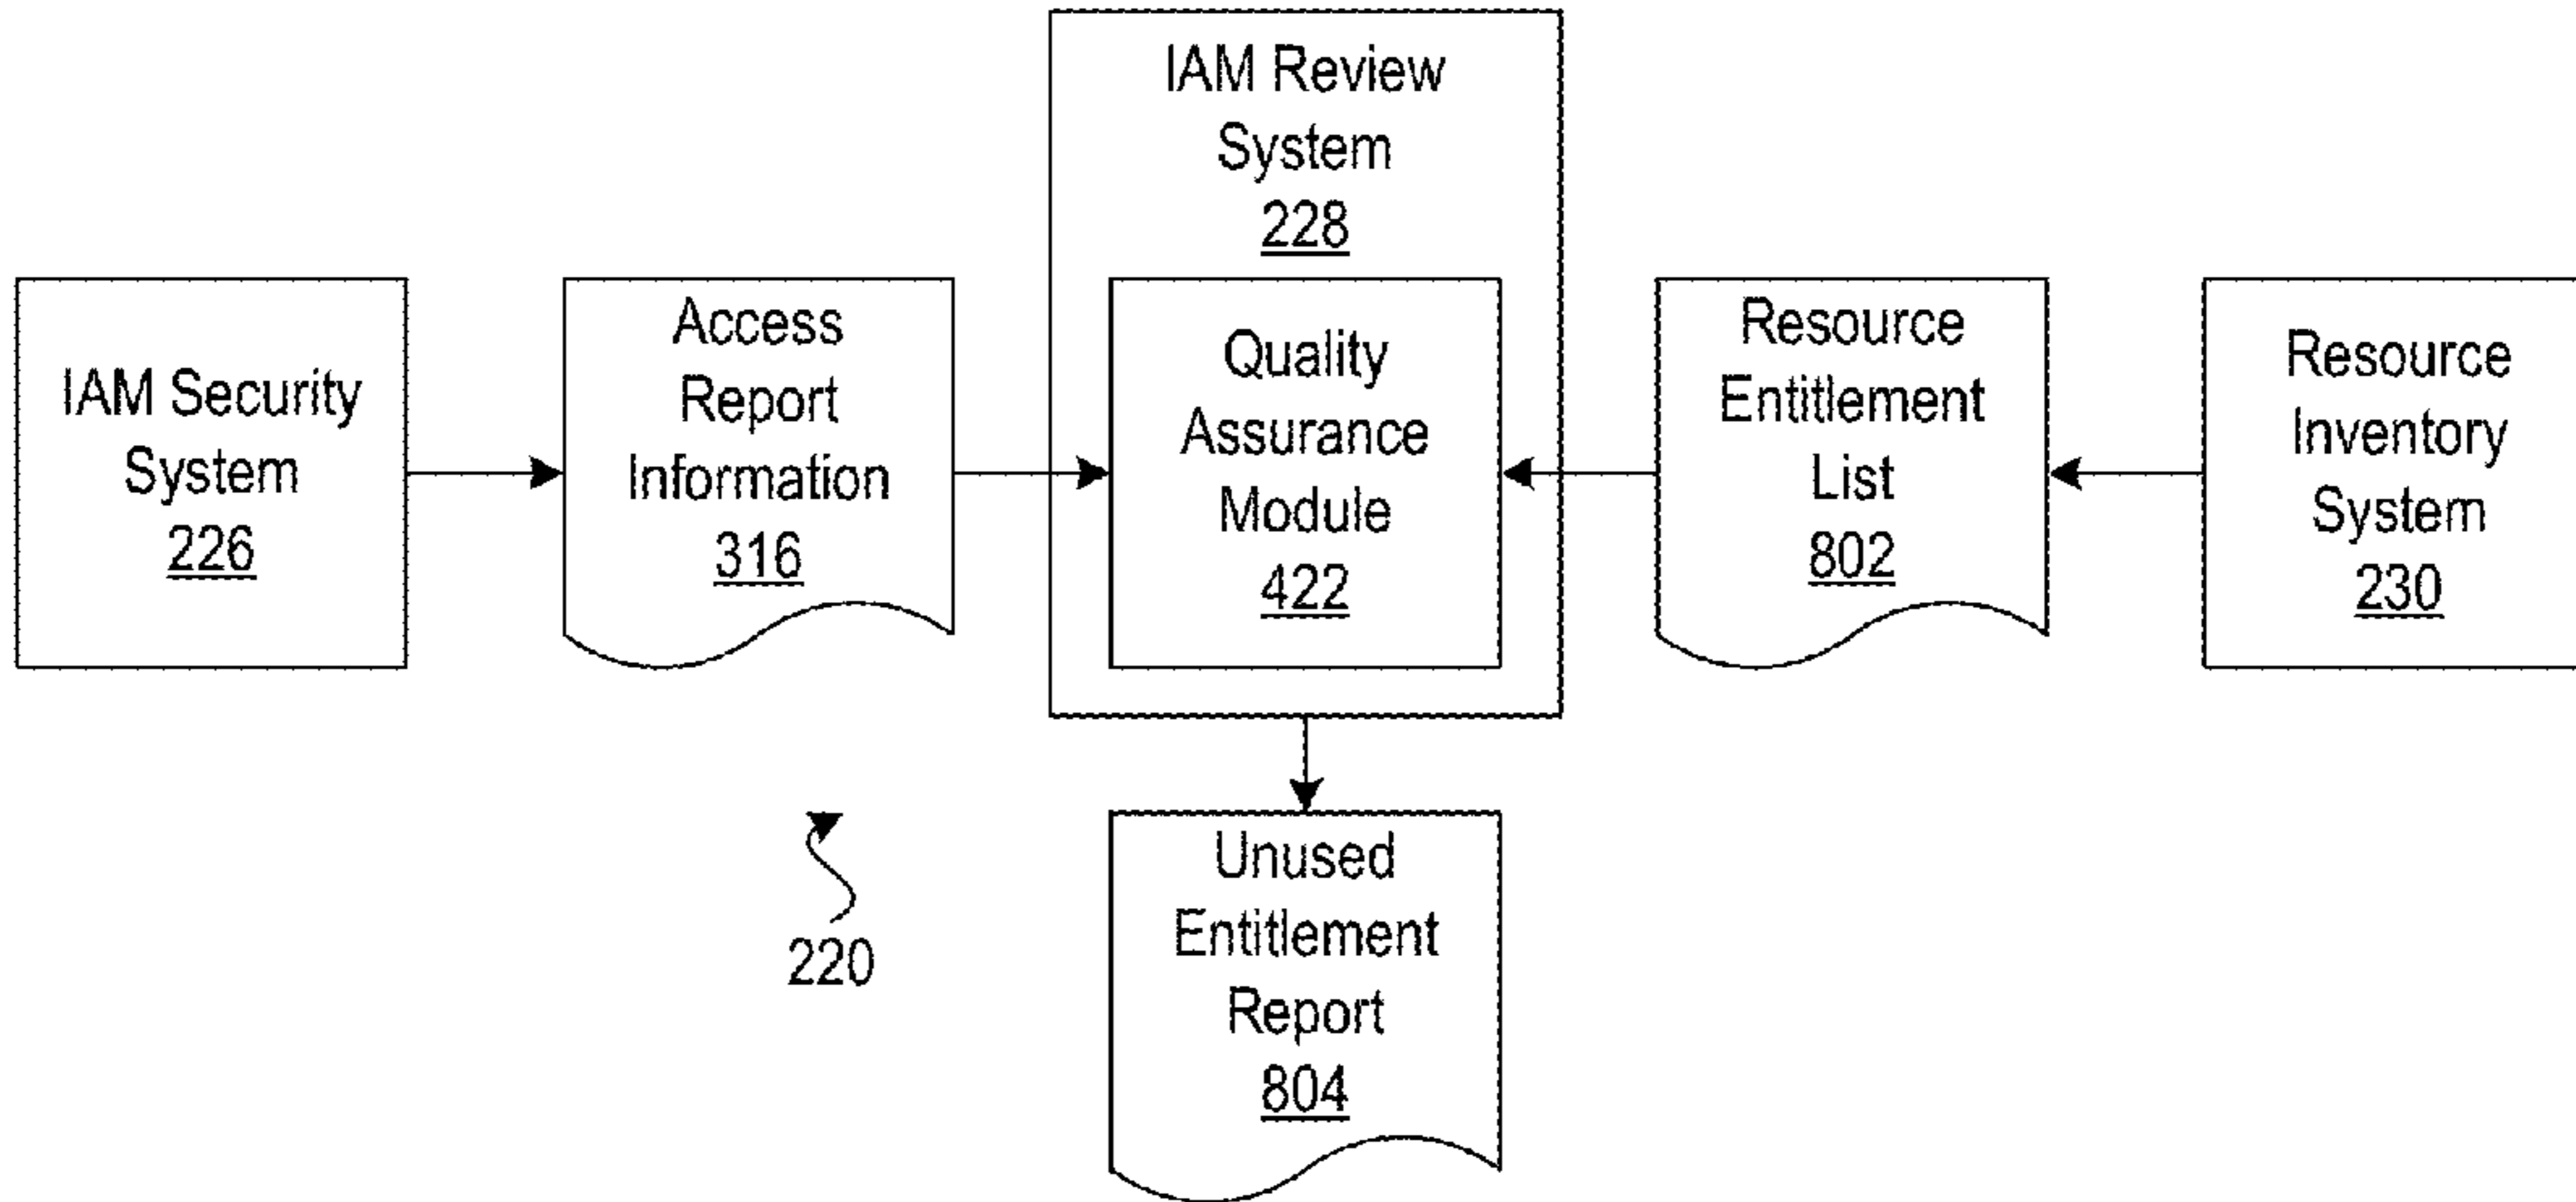 IAM Review
System
228
IAM Security
System
226
Access
Report
Information
316
Quality
Assurance
Module
422
Resource
Entitlement
List
802
Resource
Inventory
System
230
220
Unused
Entitlement
Report
804